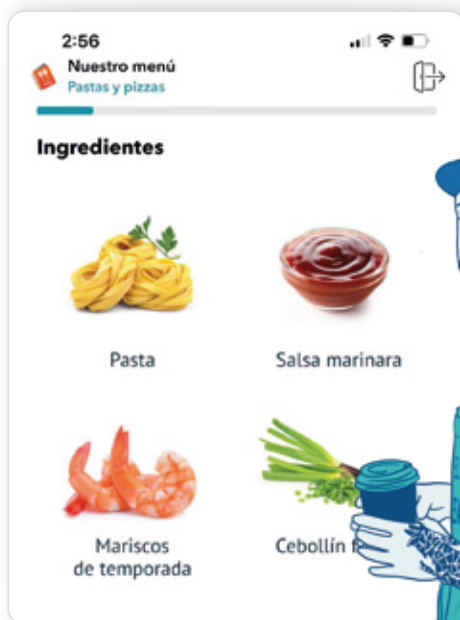 2:56
Nuestro menú
Pastas y pizzas
Ingredientes
Pasta
Salsa marinara
Mariscos
de temporada
Cebollín